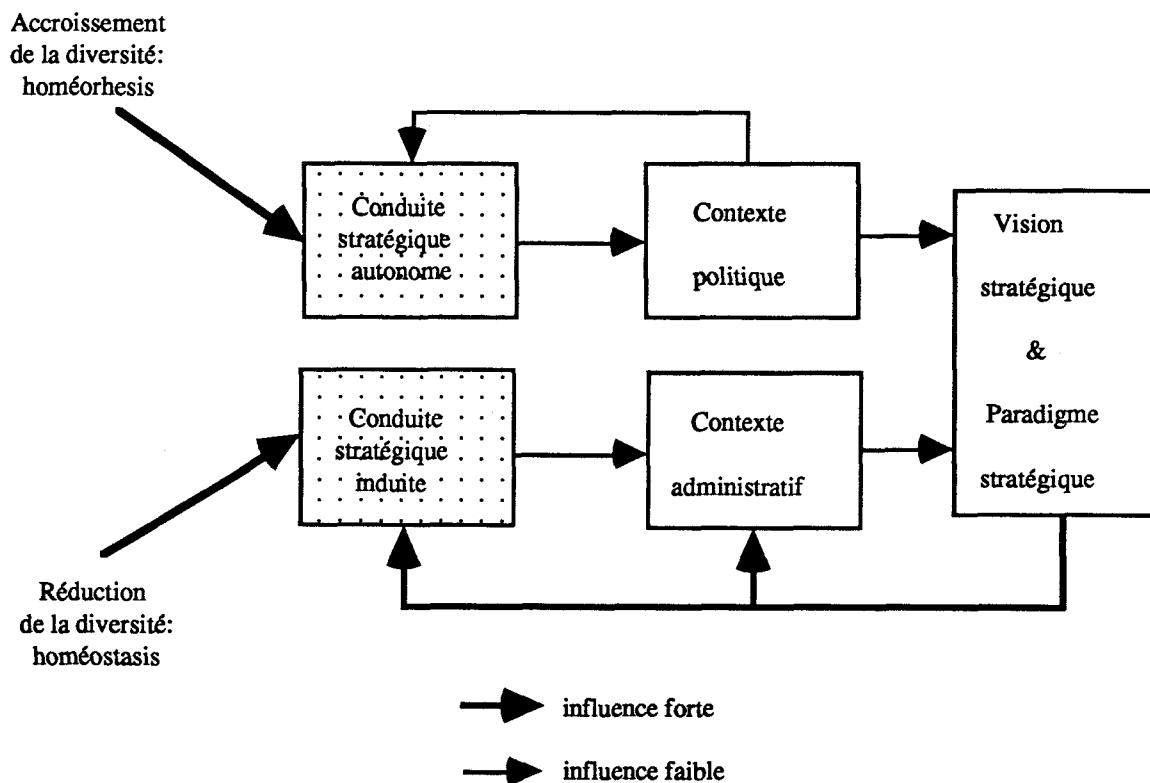 Accroissement
de la diversité:
homéorhesis
Conduite
stratégique
autonome
Contexte
politique
Vision
stratégique
&
Paradigme
stratégique
Conduite
stratégique
induite
Contexte
administratif
Réduction
de la diversité:
homéostasis
influence forte
influence faible